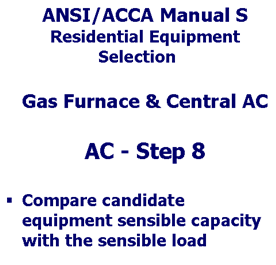 ANSI/ACCA Manual S
Residential Equipment
Selection
Gas Furnace & Central AC
AC - Step 8
▪ Compare candidate
equipment sensible capacity
with the sensible load